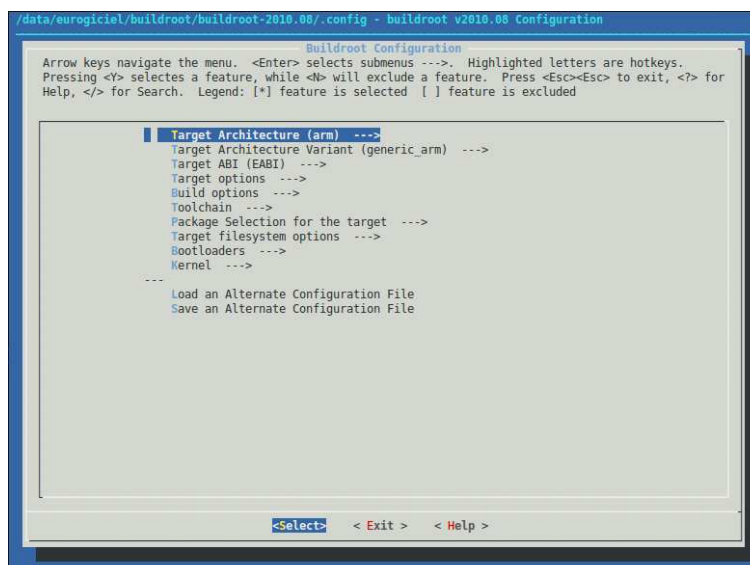 /data/eurogiciel/buildroot/buildroot-2010.08/.config - buildroot v2010.08 Configuration
Buildroot Configuration
Arrow keys navigate the menu. <Enter> selects submenus --->. Highlighted letters are hotkeys.
Pressing <Y> selectes a feature, while <N> will exclude a feature. Press <Esc><Esc> to exit, <?> for
Help, </> for Search. Legend: [*] feature is selected [ ] feature is excluded
Target Architecture (arm) --->
Target Architecture Variant (generic_arm) --->
Target ABI (EABI) --->
Target options --->
Build options --->
Toolchain --->
Package Selection for the target --->
Target filesystem options --->
Bootloaders --->
Kernel --->
---
Load an Alternate Configuration File
Save an Alternate Configuration File
<Select> < Exit > < Help >